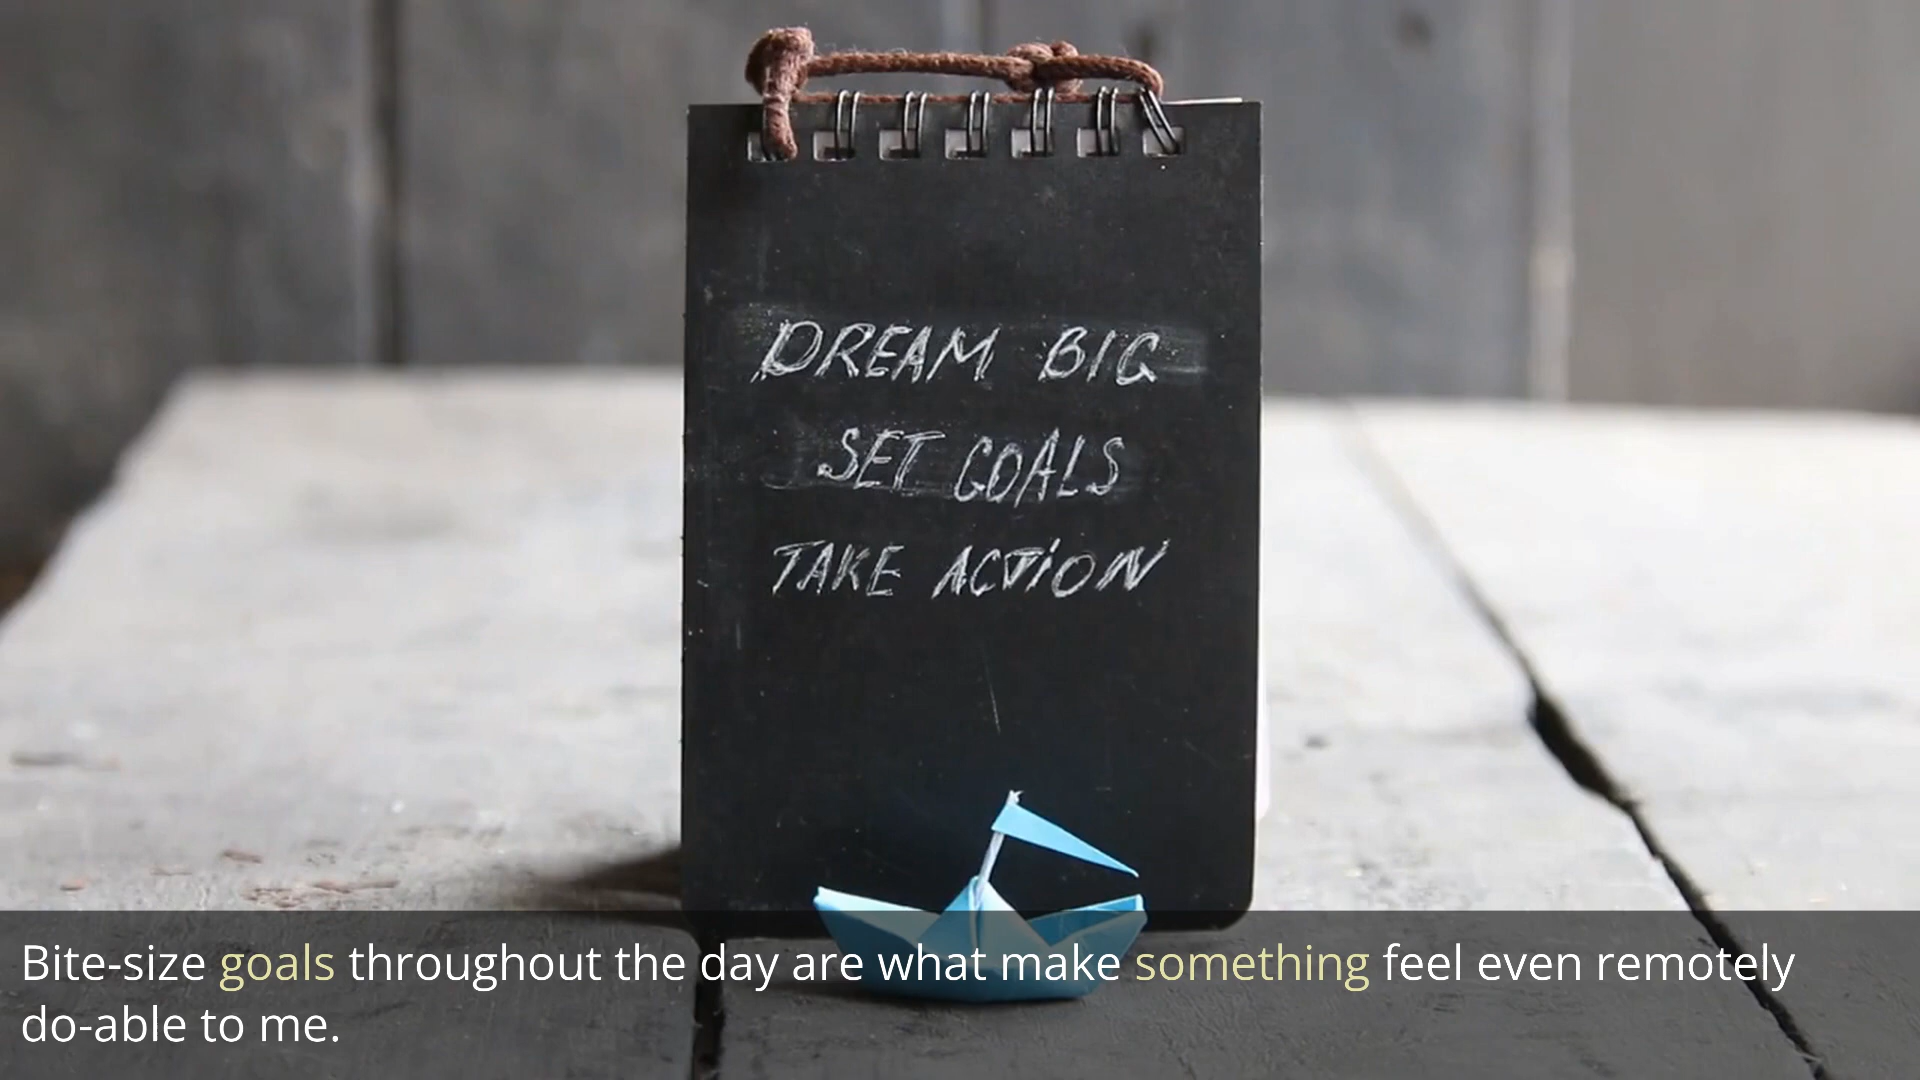 DREAM BIG
SET GOALS
TAKE ACTION
Bite-size goals throughout the day are what make something feel even remotely
do-able to me.